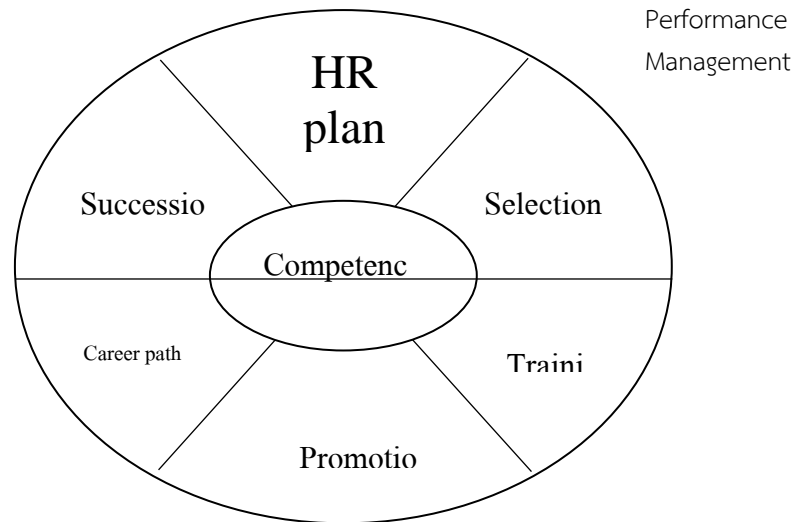 Performance
Management
HR
plan
Successio
Selection
Competenc
Career path
Traini
Promotio